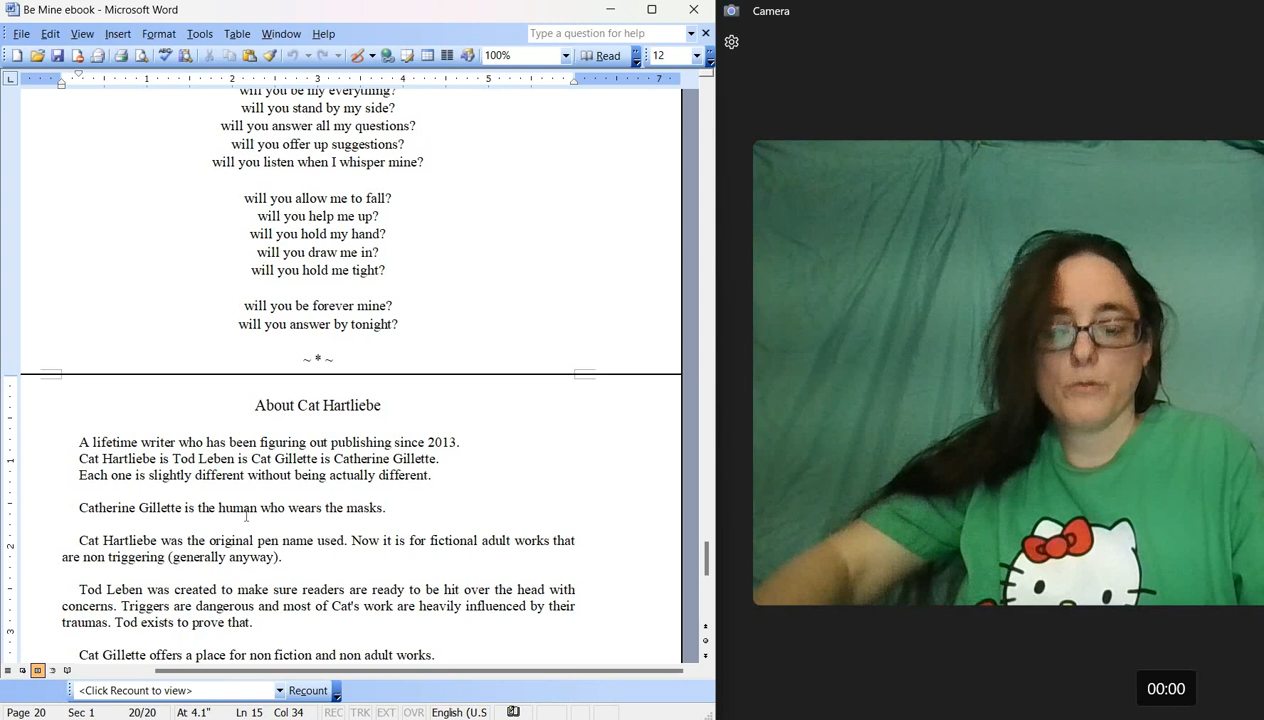 Be Mine ebook - Microsoft Word
Camera
File Edit View Insert Format Tools Table Window Help
Type a question for help
100%
Read
12
1 2 3 4 5 7
will you be my everything?
will you stand by my side?
will you answer all my questions?
will you offer up suggestions?
will you listen when I whisper mine?
will you allow me to fall?
will you help me up?
will you hold my hand?
will you draw me in?
will you hold me tight?
will you be forever mine?
will you answer by tonight?
~ * ~
About Cat Hartliebe
A lifetime writer who has been figuring out publishing since 2013.
Cat Hartliebe is Tod Leben is Cat Gillette is Catherine Gillette.
Each one is slightly different without being actually different.
Catherine Gillette is the human who wears the masks.
Cat Hartliebe was the original pen name used. Now it is for fictional adult works that
are non triggering (generally anyway).
Tod Leben was created to make sure readers are ready to be hit over the head with
concerns. Triggers are dangerous and most of Cat's work are heavily influenced by their
traumas. Tod exists to prove that.
Cat Gillette offers a place for non fiction and non adult works.
1
2
3
<Click Recount to view> Recount
00:00
Page 20 Sec 1 20/20 At 4.1" Ln 15 Col 34 REC TRK EXT OVR English (U.S